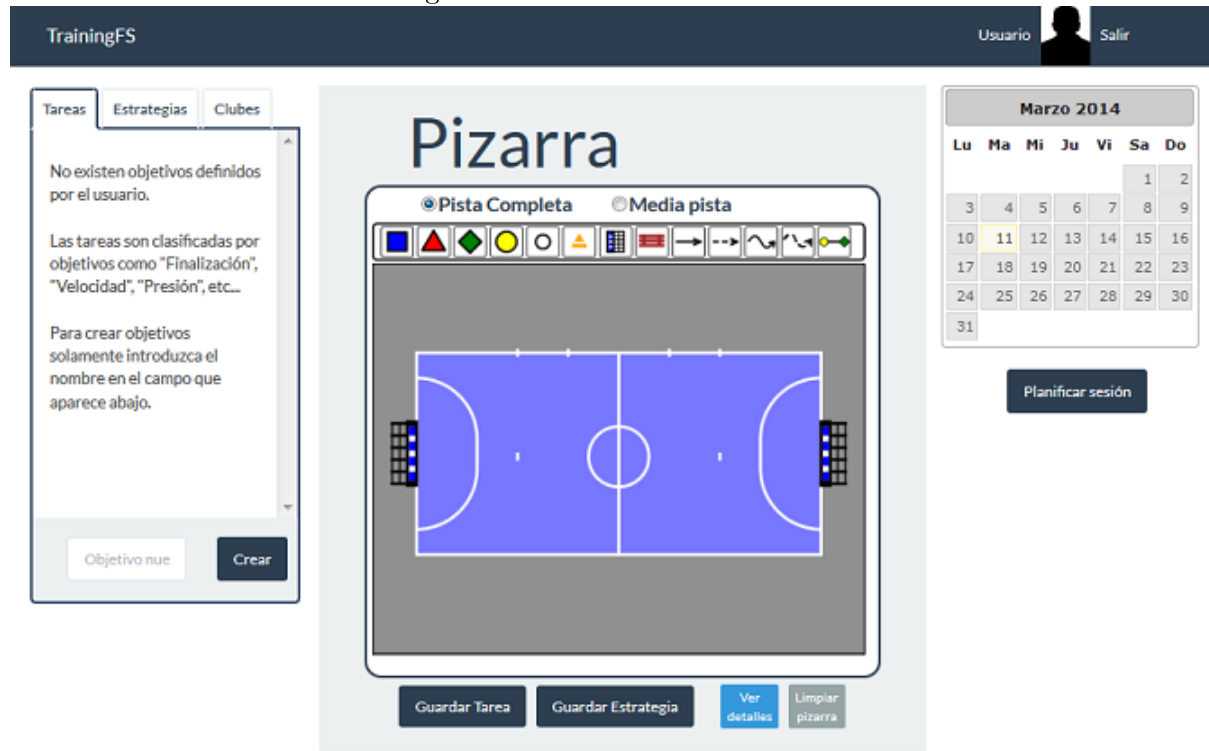 TrainingFS
Usuario
Salir
Tareas
Estrategias
Clubes
No existen objetivos definidos
por el usuario.
Las tareas son clasificadas por
objetivos como "Finalización",
"Velocidad", "Presión", etc...
Para crear objetivos
solamente introduzca el
nombre en el campo que
aparece abajo.
Objetivo nue
Crear
Pizarra
Pista Completa
Media pista
Guardar Tarea
Guardar Estrategia
Ver
detalles
Limpiar
pizarra
Marzo 2014
Lu Ma Mi Ju Vi Sa Do
1 2
3 4 5 6 7 8 9
10 11 12 13 14 15 16
17 18 19 20 21 22 23
24 25 26 27 28 29 30
31
Planificar sesión